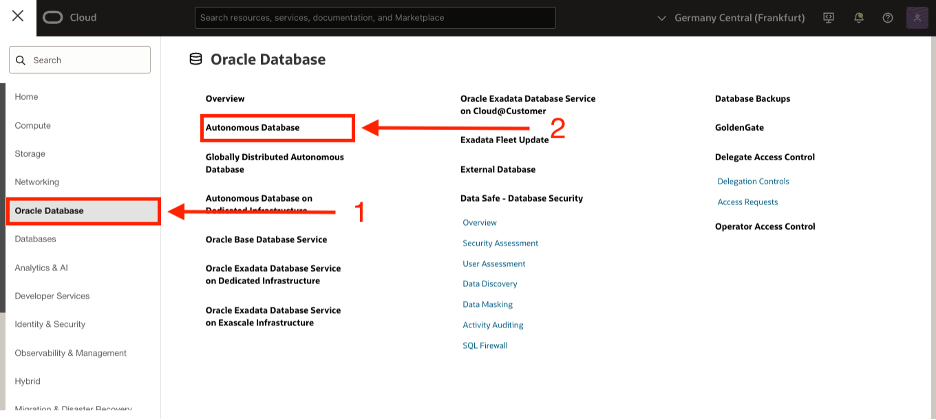 Cloud
Search resources, services, documentation, and Marketplace
Germany Central (Frankfurt)
Search
Home
Compute
Storage
Networking
Oracle Database
Databases
Analytics & AI
Developer Services
Identity & Security
Observability & Management
Hybrid
Migration & Disaster Recovery
Oracle Database
Overview
Autonomous Database
Globally Distributed Autonomous
Database
Autonomous Database on
Dedicated Infrastructure
Oracle Base Database Service
Oracle Exadata Database Service
on Dedicated Infrastructure
Oracle Exadata Database Service
on Exascale Infrastructure
1
2
Oracle Exadata Database Service
on Cloud@Customer
Exadata Fleet Update
External Database
Data Safe - Database Security
Overview
Security Assessment
User Assessment
Data Discovery
Data Masking
Activity Auditing
SQL Firewall
Database Backups
GoldenGate
Delegate Access Control
Delegation Controls
Access Requests
Operator Access Control